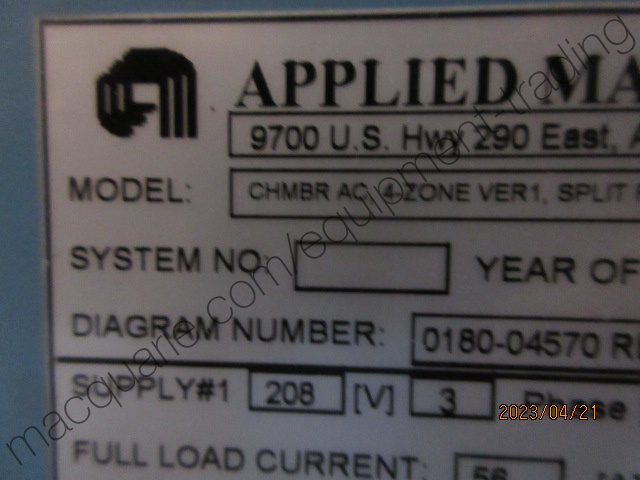 APPLIED MA
9700 U.S. Hwy 290 East, A
MODEL: CHMBR AC, 4-ZONE VER1, SPLIT
SYSTEM NO. YEAR OF
DIAGRAM NUMBER: 0180-04570 RE
SUPPLY#1 208 [V] 3 Phase
2023/04/21
FULL LOAD CURRENT: 56
macquarie.com/equipment-trading